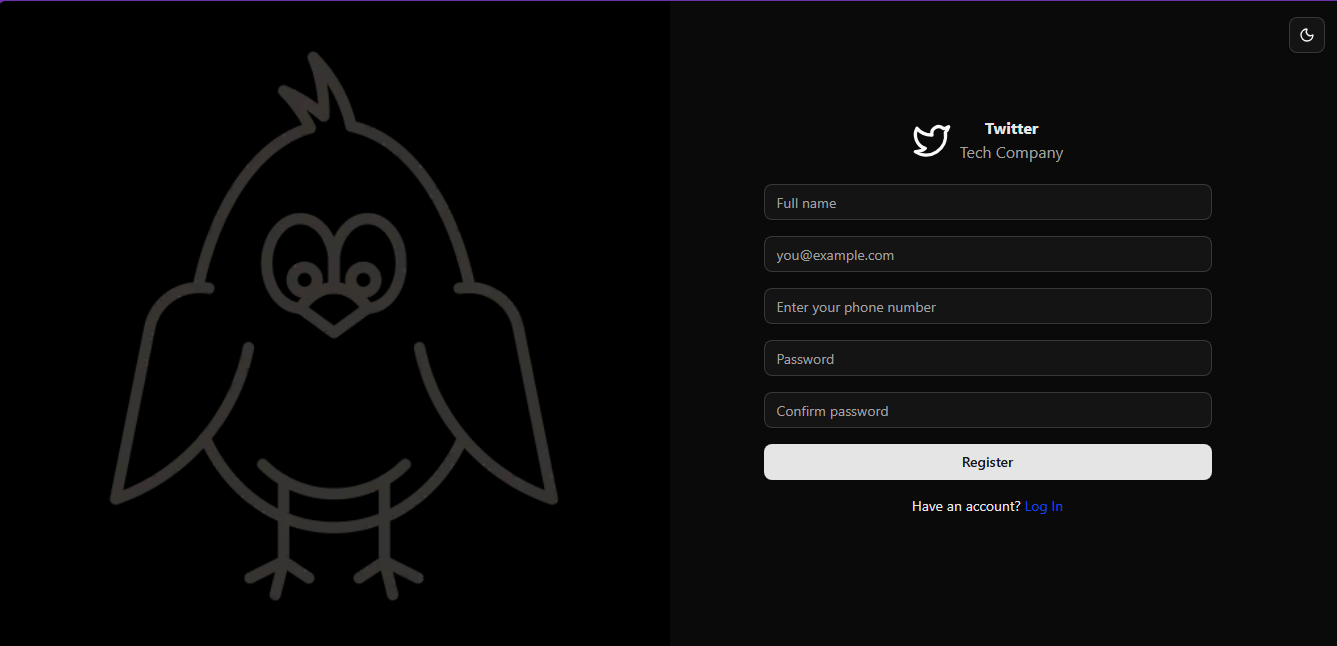 Twitter
Tech Company
Full name
you@example.com
Enter your phone number
Password
Confirm password
Register
Have an account? Log In